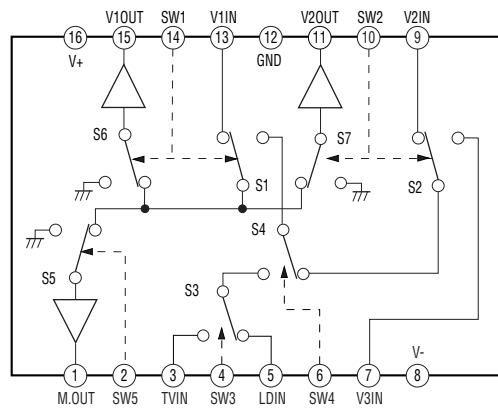 V1OUT SW1 V1IN V2OUT SW2 V2IN
16 15 14 13 12 11 10 9
V+ GND
S6 S7
S1 S2
S4
S5
S3
V-
1 2 3 4 5 6 7 8
M.OUT SW5 TVIN SW3 LDIN SW4 V3IN